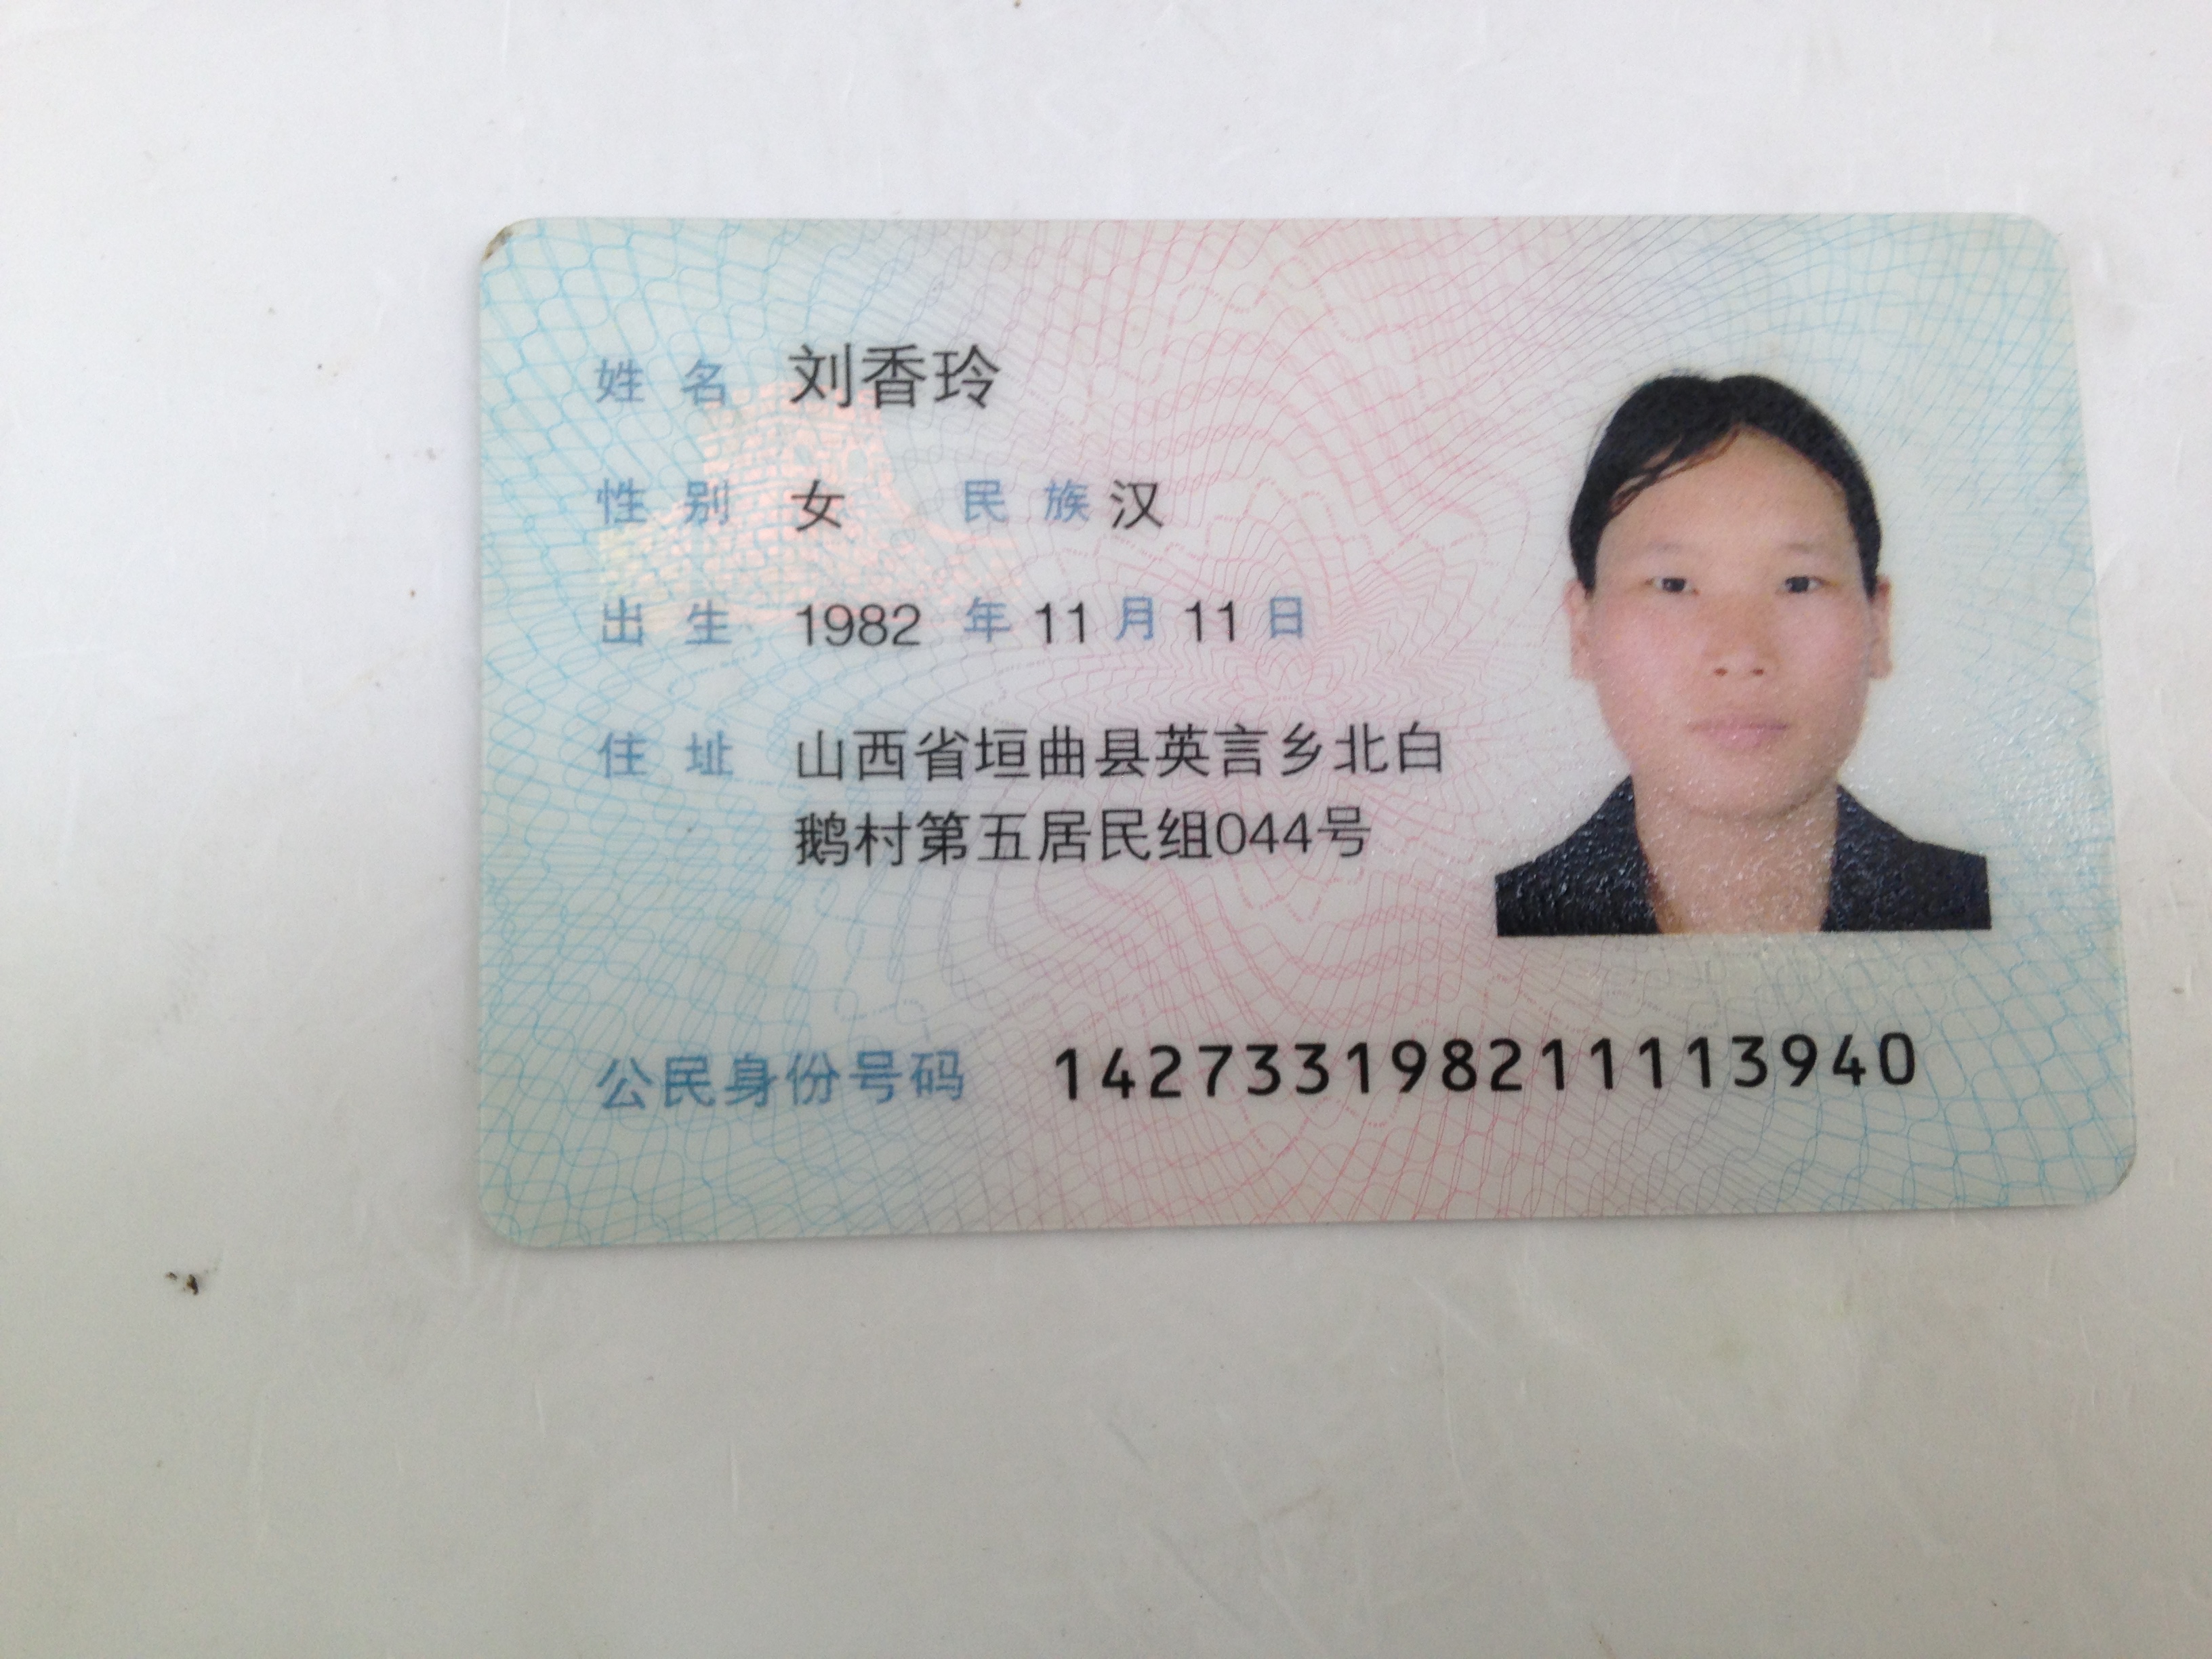 姓名 刘香玲
性别 女 民族 汉
出生 1982 年 11 月 11 日
住址 山西省垣曲县英言乡北白
鹅村第五居民组044号
公民身份号码 142733198211113940